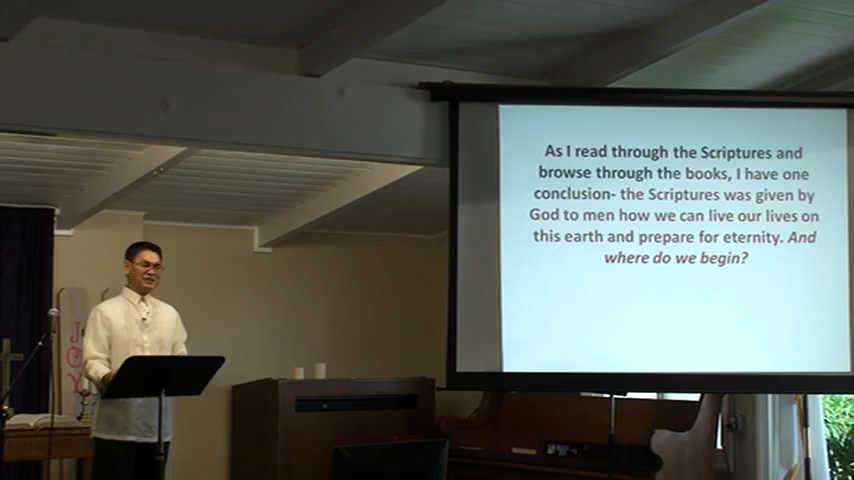 As I read through the Scriptures and
browse through the books, I have one
conclusion- the Scriptures was given by
God to men how we can live our lives on
this earth and prepare for eternity. And
where do we begin?